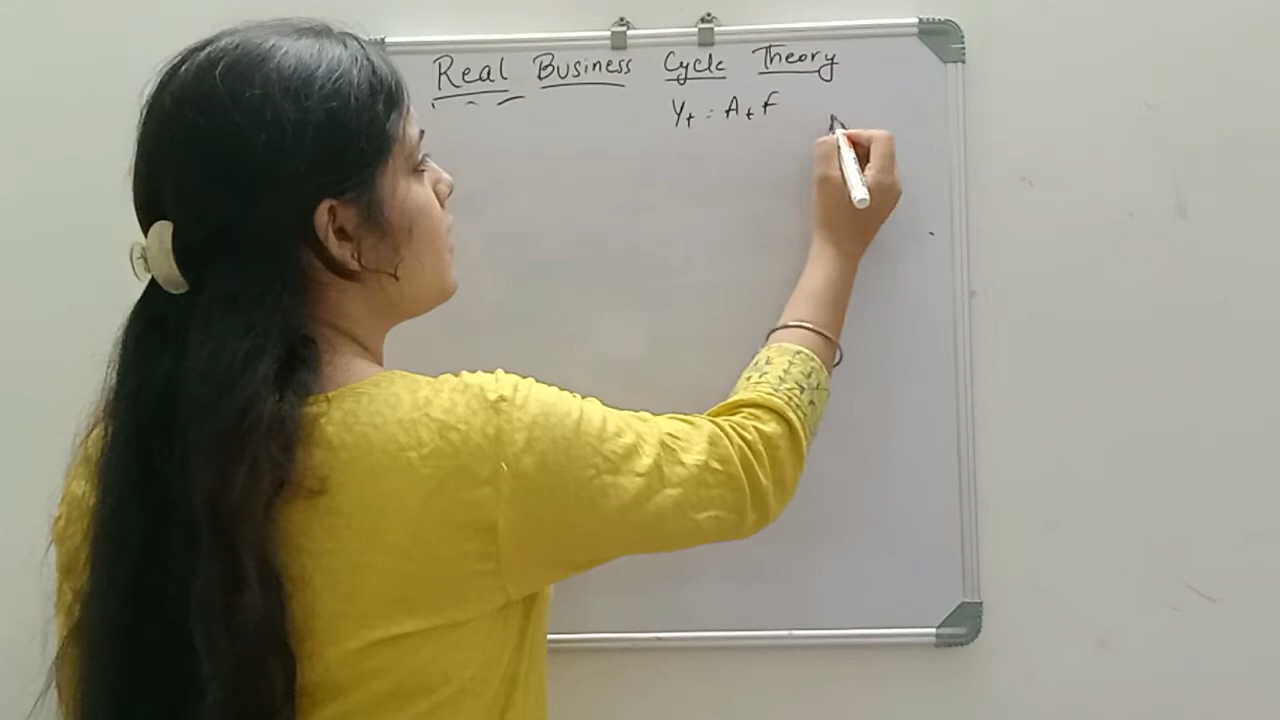 Real Business Cycle Theory
Yt = At F